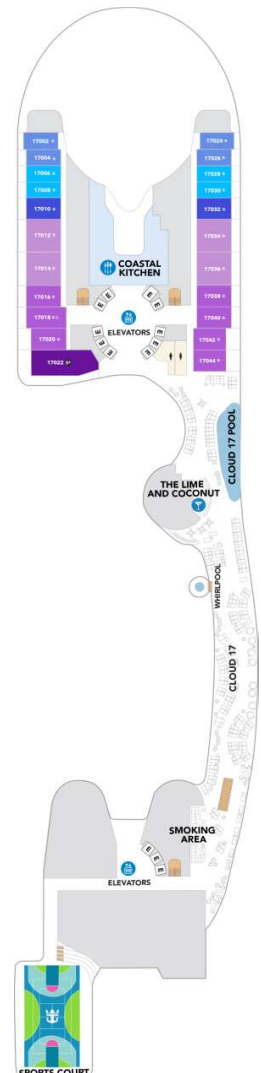 17002
17024
17004
17026
17006
17028
17008
17030
17010
17032
17012
17034
17014
17036
COASTAL
KITCHEN
17016
17038
17018
17040
E E E E
ELEVATORS
E E E E E E
17020
17042
17022
17044
CLOUD 17 POOL
THE LIME
AND COCONUT
WHIRLPOOL
CLOUD 17
SMOKING
AREA
E E E
ELEVATORS
SPORTS COURT